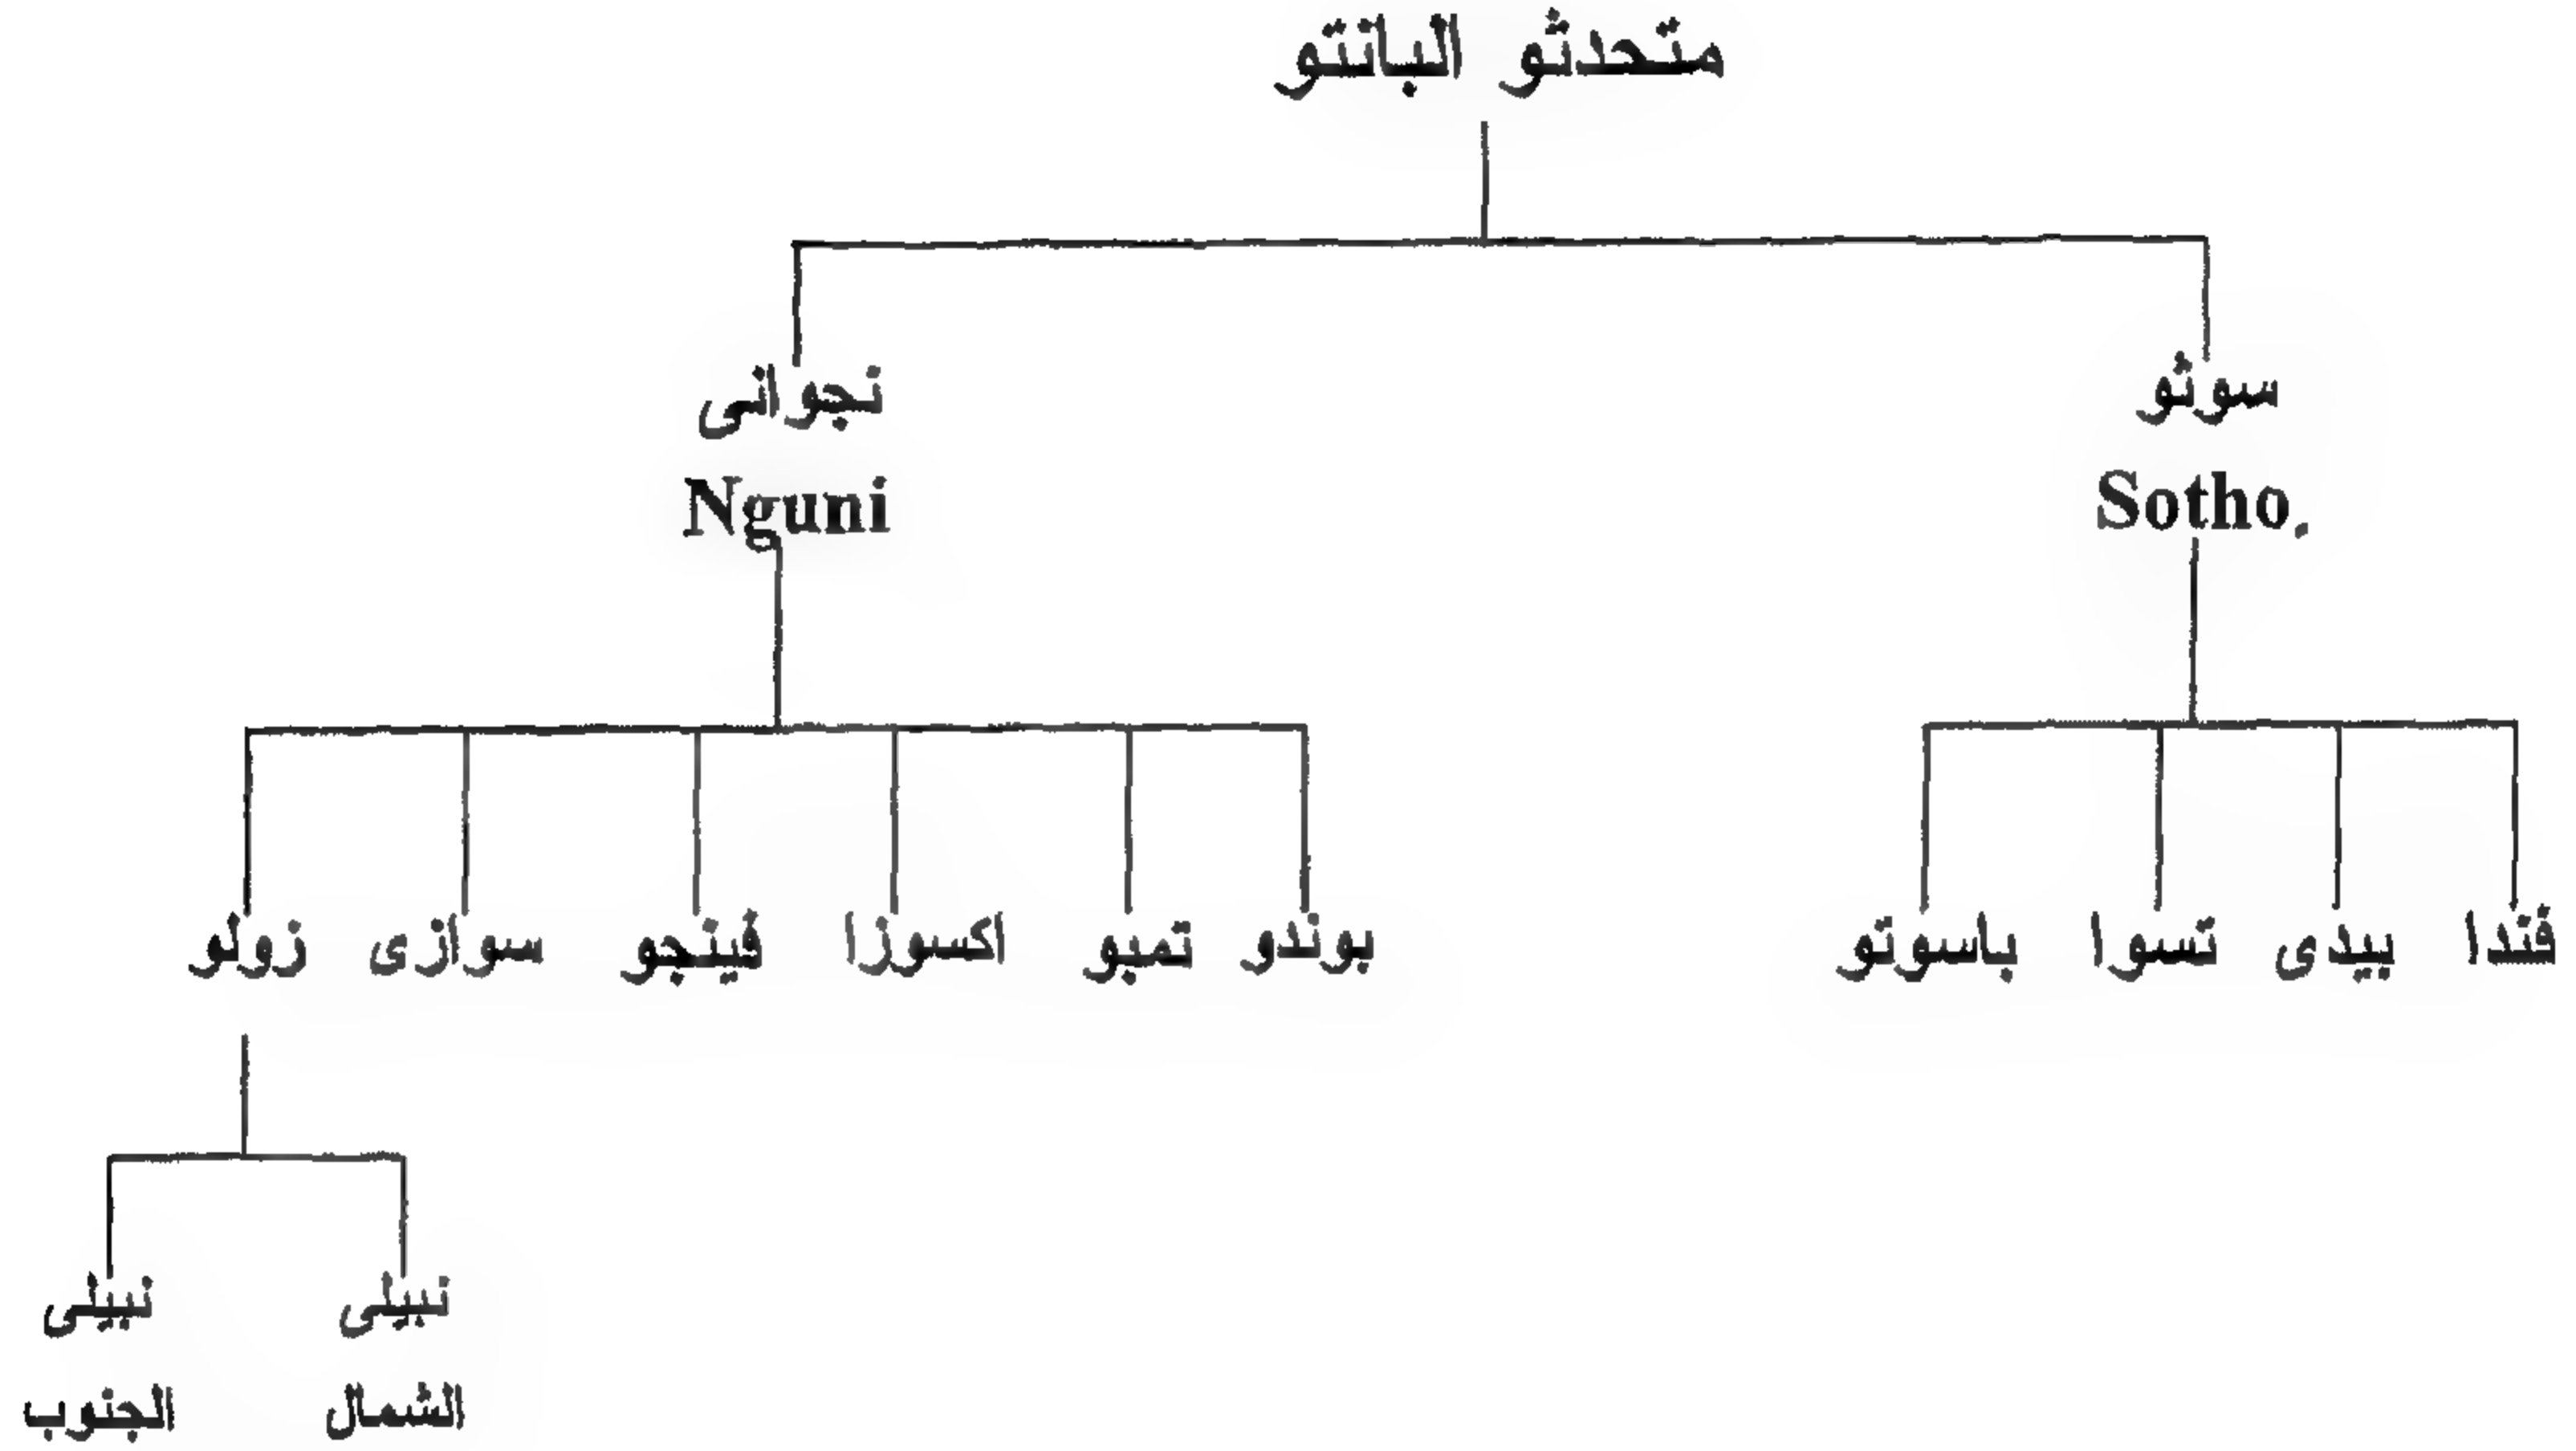 متحدثو البانتو
سوثو
نجوانى
Sotho
Nguni
فندا
بيدى
تسوا
باسوتو
بوندو
تمبو
اكسوزا
فينجو
سوازى
زولو
نبيلى
الشمال
نبيلى
الجنوب